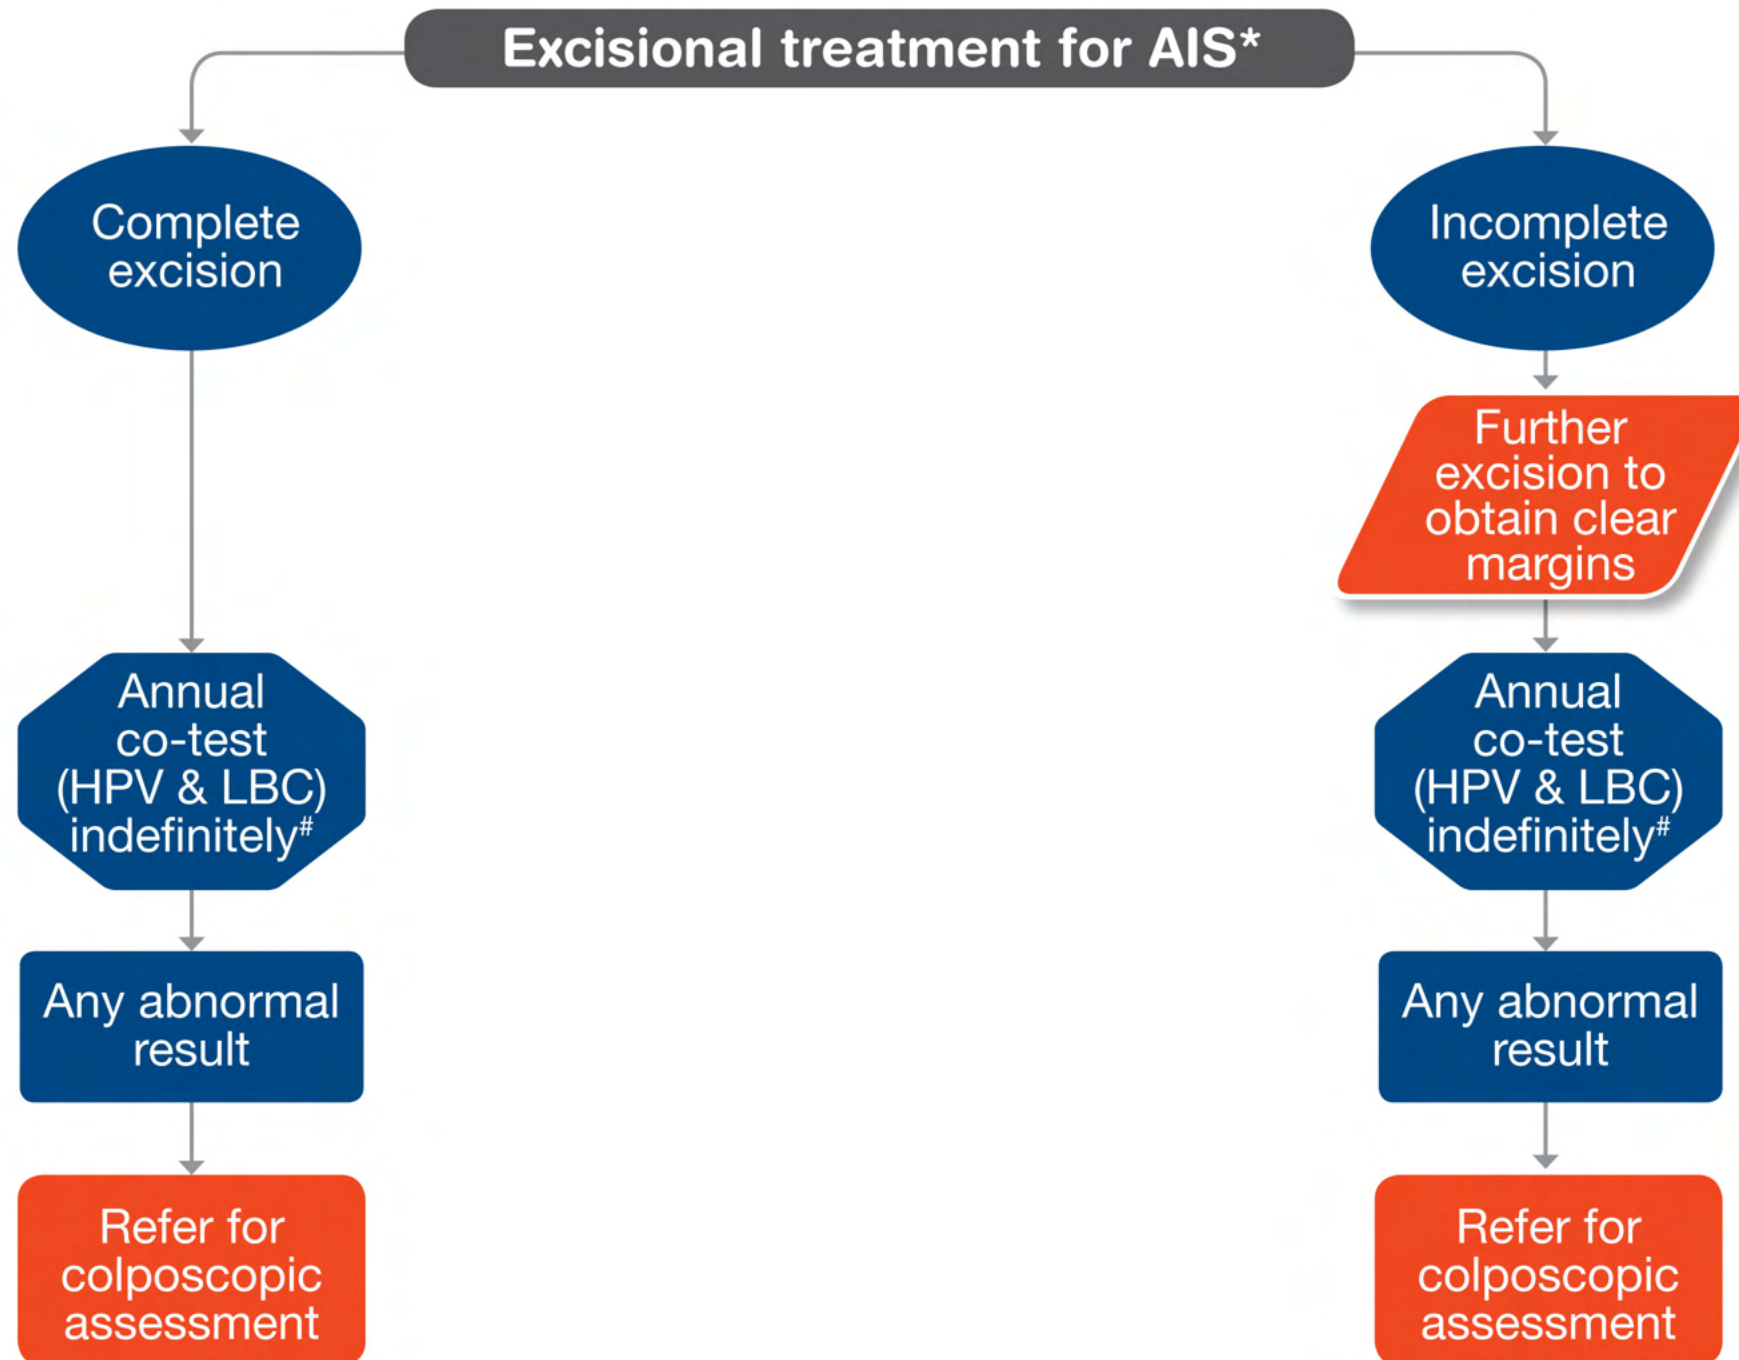 Excisional treatment for AIS*
Complete
excision
Annual
co-test
(HPV & LBC)
indefinitely#
Any abnormal
result
Refer for
colposcopic
assessment
Incomplete
excision
Further
excision to
obtain clear
margins
Annual
co-test
(HPV & LBC)
indefinitely#
Any abnormal
result
Refer for
colposcopic
assessment